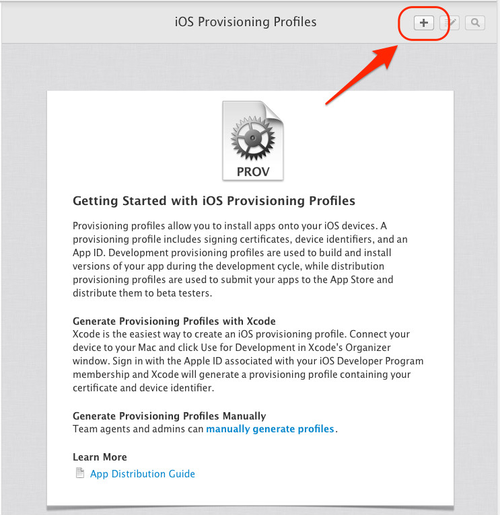 iOS Provisioning Profiles
+
PROV
Getting Started with iOS Provisioning Profiles
Provisioning profiles allow you to install apps onto your iOS devices. A
provisioning profile includes signing certificates, device identifiers, and an
App ID. Development provisioning profiles are used to build and install
versions of your app during the development cycle, while distribution
provisioning profiles are used to submit your apps to the App Store and
distribute them to beta testers.
Generate Provisioning Profiles with Xcode
Xcode is the easiest way to create an iOS provisioning profile. Connect your
device to your Mac and click Use for Development in Xcode's Organizer
window. Sign in with the Apple ID associated with your iOS Developer Program
membership and Xcode will generate a provisioning profile containing your
certificate and device identifier.
Generate Provisioning Profiles Manually
Team agents and admins can manually generate profiles.
Learn More
App Distribution Guide